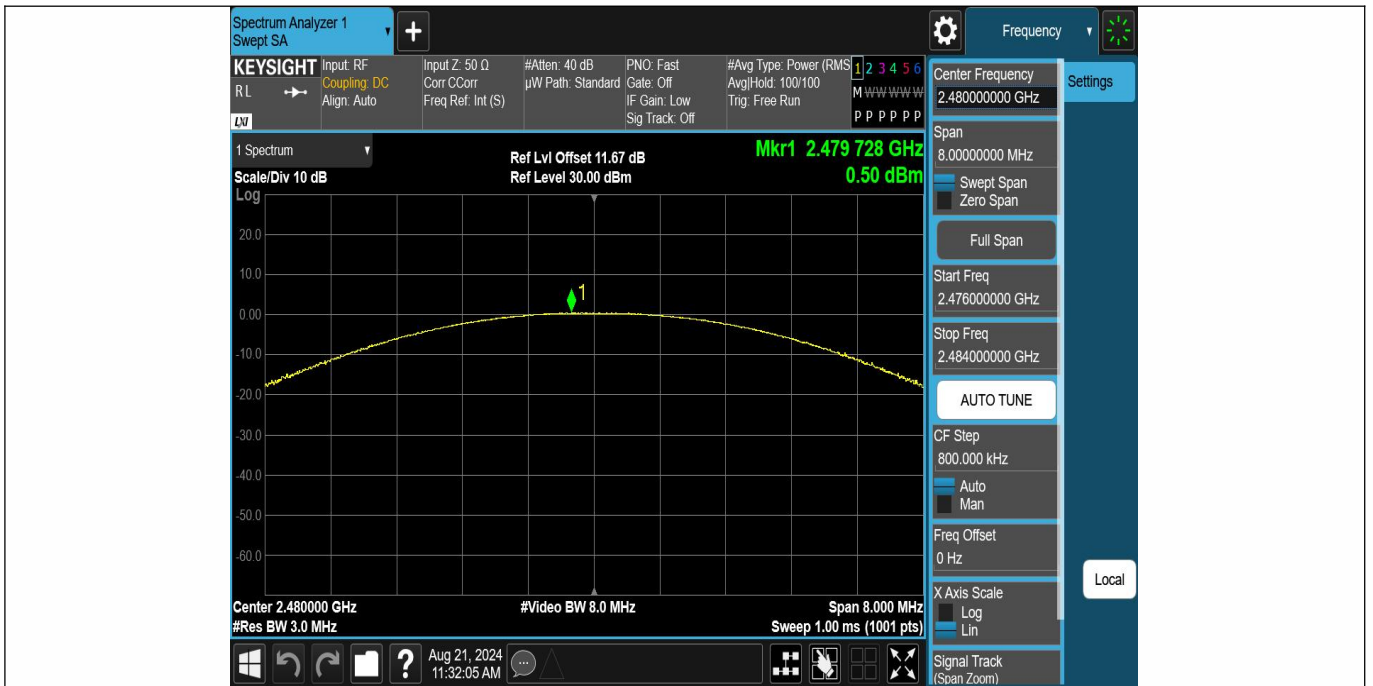 Spectrum Analyzer 1
Swept SA
Frequency
KEYSIGHT
RL
LXI
Input: RF
Coupling: DC
Align: Auto
Input Z: 50 Ω
Corr CCorr
Freq Ref: Int (S)
#Atten: 40 dB
µW Path: Standard
PNO: Fast
Gate: Off
IF Gain: Low
Sig Track: Off
#Avg Type: Power (RMS
Avg|Hold: 100/100
Trig: Free Run
1 2 3 4 5 6
M W W W W W
P P P P P P
1 Spectrum
Scale/Div 10 dB
Log
Ref Lvl Offset 11.67 dB
Ref Level 30.00 dBm
Mkr1 2.479 728 GHz
0.50 dBm
20.0
10.0
0.00
-10.0
-20.0
-30.0
-40.0
-50.0
-60.0
1
Center 2.480000 GHz
#Res BW 3.0 MHz
#Video BW 8.0 MHz
Span 8.000 MHz
Sweep 1.00 ms (1001 pts)
Center Frequency
2.480000000 GHz
Settings
Span
8.00000000 MHz
Swept Span
Zero Span
Full Span
Start Freq
2.476000000 GHz
Stop Freq
2.484000000 GHz
AUTO TUNE
CF Step
800.000 kHz
Auto
Man
Freq Offset
0 Hz
X Axis Scale
Log
Lin
Local
Signal Track
(Span Zoom)
?
Aug 21, 2024
11:32:05 AM